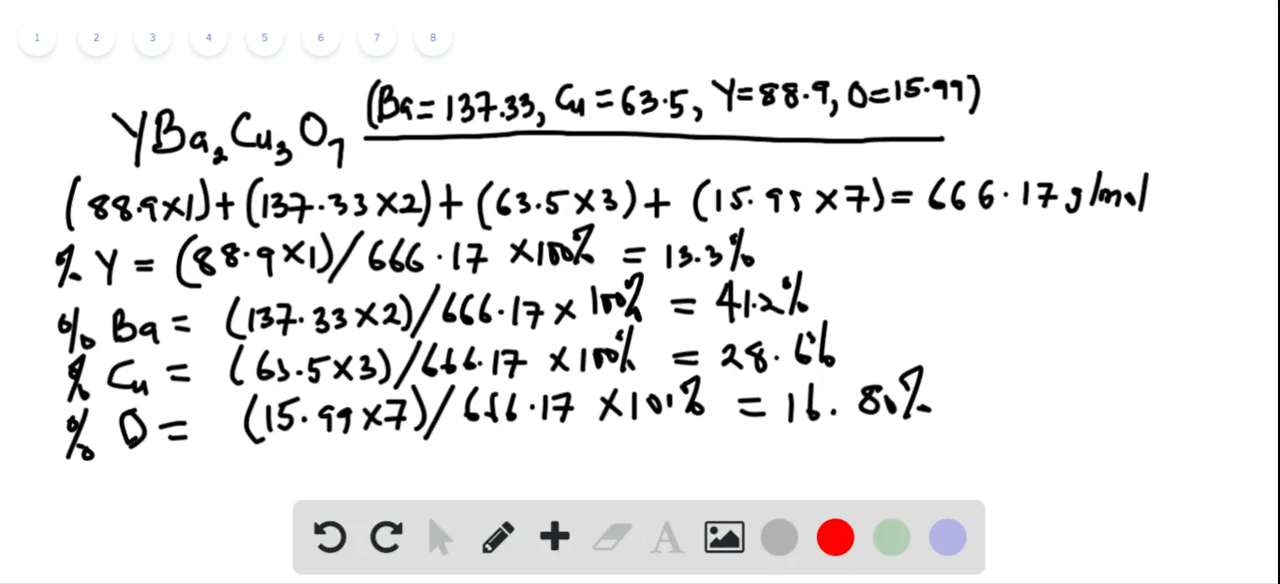 1 2 3 4 5 6 7 8
(Ba = 137.33, Cu = 63.5, Y = 88.9, O = 15.99)
YBa₂Cu₃O₇
(88.9×1) + (137.33×2) + (63.5×3) + (15.99×7) = 666.17 g/mol
% Y = (88.9×1)/666.17 ×100% = 13.3%
% Ba = (137.33×2)/666.17 × 100% = 41.2%
% Cu = (63.5×3)/666.17 ×100% = 28.6%
% O = (15.99×7)/666.17 ×101% = 16.80%
A